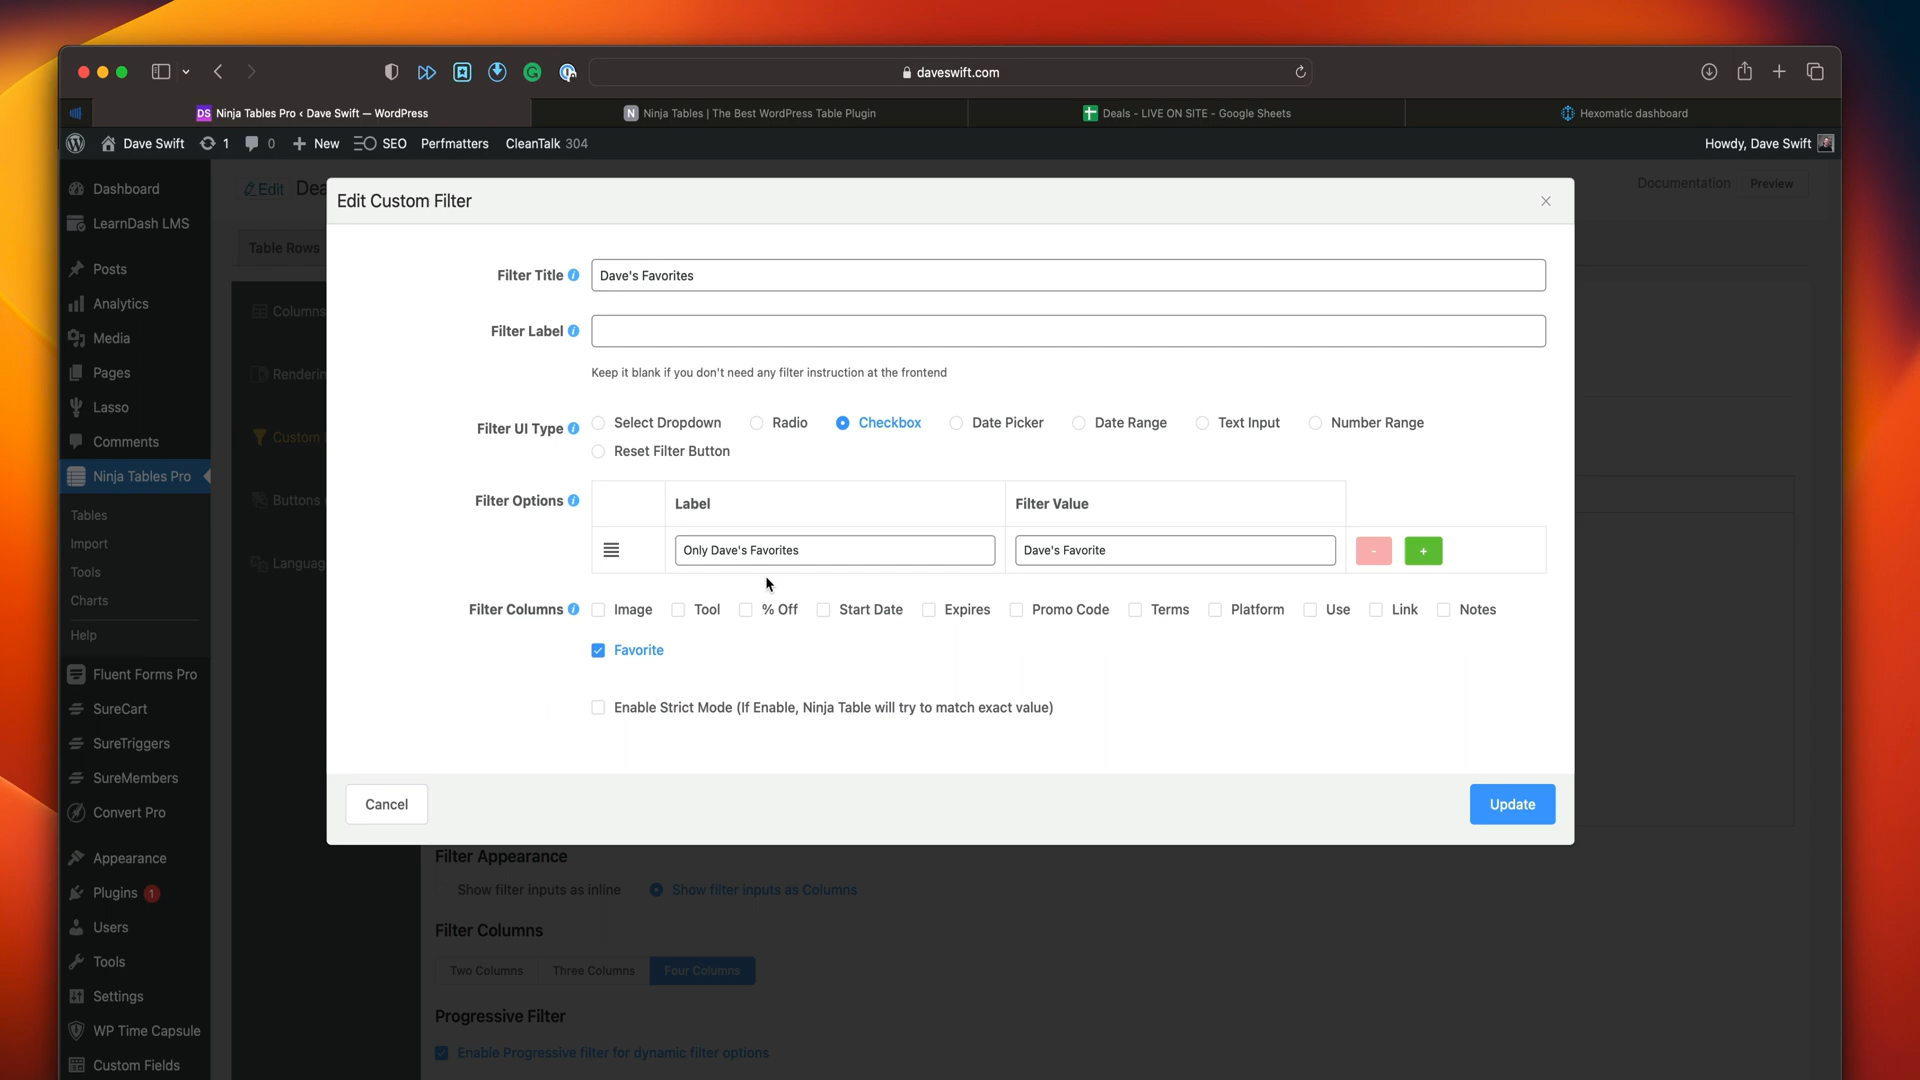 daveswift.com
DS Ninja Tables Pro ‹ Dave Swift — WordPress
N Ninja Tables | The Best WordPress Table Plugin
Deals - LIVE ON SITE - Google Sheets
Hexomatic dashboard
Dave Swift 1 0 New SEO Perfmatters CleanTalk 304
Howdy, Dave Swift
Dashboard
LearnDash LMS
Posts
Analytics
Media
Pages
Lasso
Comments
Ninja Tables Pro
Tables
Import
Tools
Charts
Help
Fluent Forms Pro
SureCart
SureTriggers
SureMembers
Convert Pro
Appearance
Plugins 1
Users
Tools
Settings
WP Time Capsule
Custom Fields
Edit Dea
Documentation Preview
Table Rows
Columns
Renderin
Custom
Buttons
Languag
Edit Custom Filter
Filter Title Dave's Favorites
Filter Label
Keep it blank if you don't need any filter instruction at the frontend
Filter UI Type Select Dropdown Radio Checkbox Date Picker Date Range Text Input Number Range
Reset Filter Button
Filter Options Label Filter Value
Only Dave's Favorites Dave's Favorite - +
Filter Columns Image Tool % Off Start Date Expires Promo Code Terms Platform Use Link Notes
Favorite
Enable Strict Mode (If Enable, Ninja Table will try to match exact value)
Cancel Update
Filter Appearance
Show filter inputs as inline Show filter inputs as Columns
Filter Columns
Two Columns Three Columns Four Columns
Progressive Filter
Enable Progressive filter for dynamic filter options